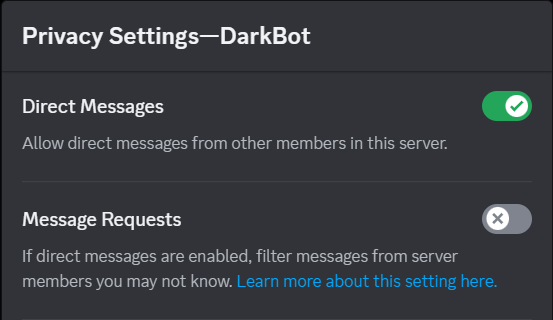 Privacy Settings—DarkBot
Direct Messages
Allow direct messages from other members in this server.
Message Requests
If direct messages are enabled, filter messages from server
members you may not know. Learn more about this setting here.